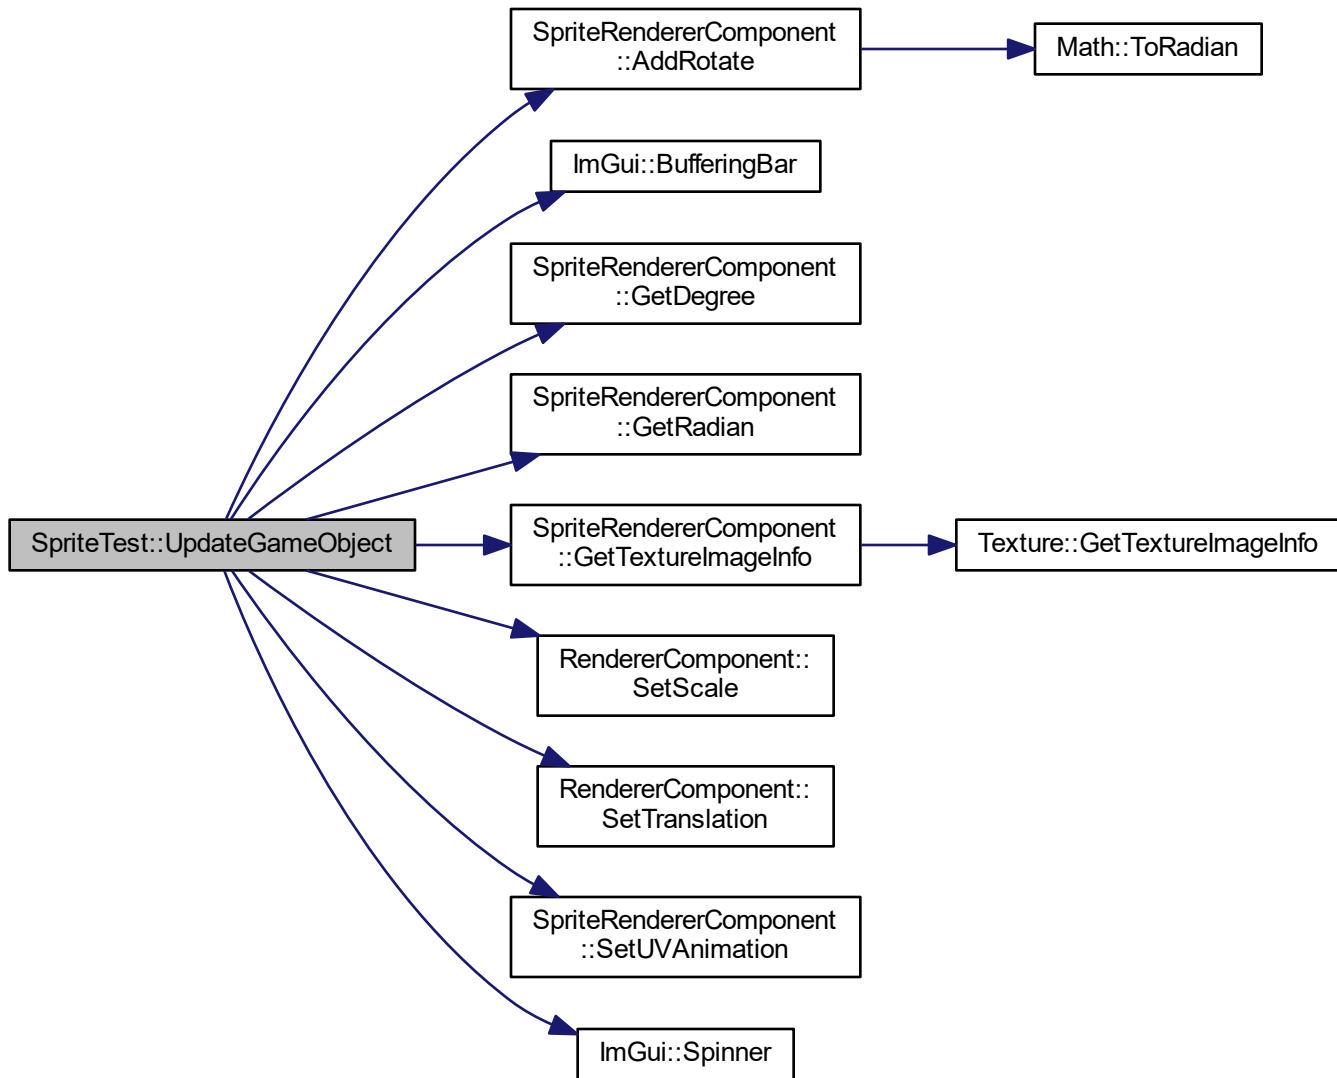 SpriteRendererComponent
::AddRotate
Math::ToRadian
ImGui::BufferingBar
SpriteRendererComponent
::GetDegree
SpriteRendererComponent
::GetRadian
SpriteTest::UpdateGameObject
SpriteRendererComponent
::GetTextureImageInfo
Texture::GetTextureImageInfo
RendererComponent::
SetScale
RendererComponent::
SetTranslation
SpriteRendererComponent
::SetUVAnimation
ImGui::Spinner